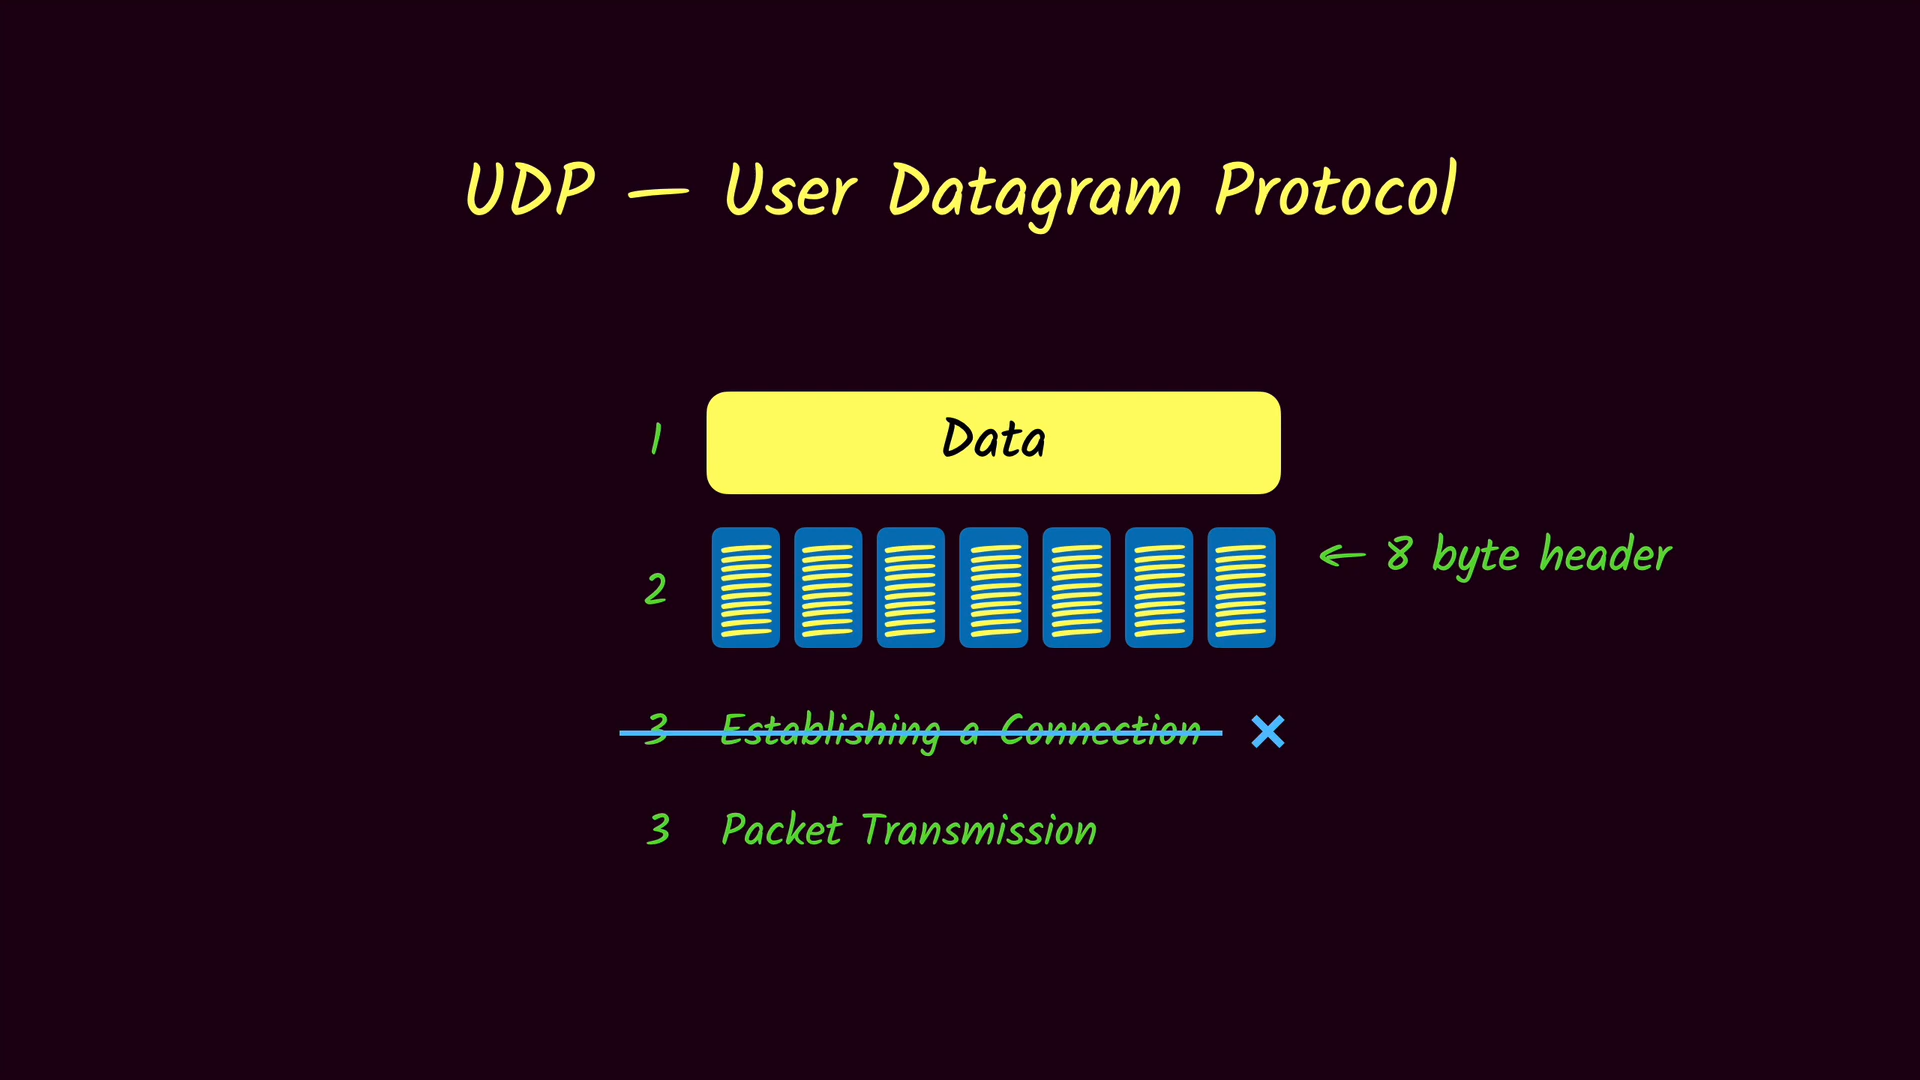 UDP — User Datagram Protocol
1 Data
2 ← 8 byte header
3 Establishing a Connection ×
3 Packet Transmission